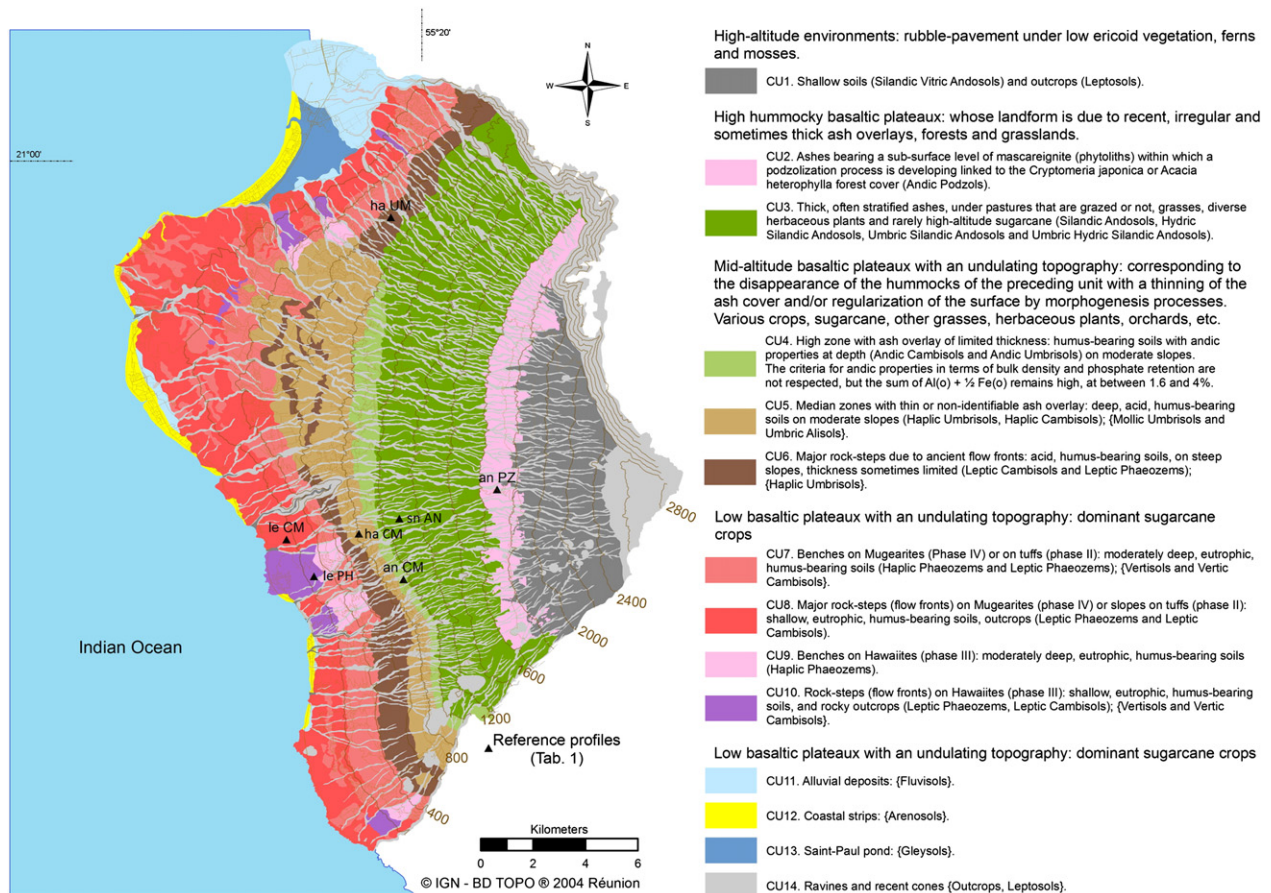 55°20'
21°00'
N
W E
S
ha UM
an PZ
sn AN
le CM
ha CM
an CM
le PH
2800
2400
2000
1600
1200
800
400
Indian Ocean
Reference profiles
(Tab. 1)
Kilometers
0 2 4 6
© IGN - BD TOPO ® 2004 Réunion
High-altitude environments: rubble-pavement under low ericoid vegetation, ferns
and mosses.
CU1. Shallow soils (Silandic Vitric Andosols) and outcrops (Leptosols).
High hummocky basaltic plateaux: whose landform is due to recent, irregular and
sometimes thick ash overlays, forests and grasslands.
CU2. Ashes bearing a sub-surface level of mascareignite (phytoliths) within which a
podzolization process is developing linked to the Cryptomeria japonica or Acacia
heterophylla forest cover (Andic Podzols).
CU3. Thick, often stratified ashes, under pastures that are grazed or not, grasses, diverse
herbaceous plants and rarely high-altitude sugarcane (Silandic Andosols, Hydric
Silandic Andosols, Umbric Silandic Andosols and Umbric Hydric Silandic Andosols).
Mid-altitude basaltic plateaux with an undulating topography: corresponding to
the disappearance of the hummocks of the preceding unit with a thinning of the
ash cover and/or regularization of the surface by morphogenesis processes.
Various crops, sugarcane, other grasses, herbaceous plants, orchards, etc.
CU4. High zone with ash overlay of limited thickness: humus-bearing soils with andic
properties at depth (Andic Cambisols and Andic Umbrisols) on moderate slopes.
The criteria for andic properties in terms of bulk density and phosphate retention are
not respected, but the sum of Al(o) + ½ Fe(o) remains high, at between 1.6 and 4%.
CU5. Median zones with thin or non-identifiable ash overlay: deep, acid, humus-bearing
soils on moderate slopes (Haplic Umbrisols, Haplic Cambisols); {Mollic Umbrisols and
Umbric Alisols}.
CU6. Major rock-steps due to ancient flow fronts: acid, humus-bearing soils, on steep
slopes, thickness sometimes limited (Leptic Cambisols and Leptic Phaeozems);
{Haplic Umbrisols}.
Low basaltic plateaux with an undulating topography: dominant sugarcane
crops
CU7. Benches on Mugearites (Phase IV) or on tuffs (phase II): moderately deep, eutrophic,
humus-bearing soils (Haplic Phaeozems and Leptic Phaeozems); {Vertisols and Vertic
Cambisols}.
CU8. Major rock-steps (flow fronts) on Mugearites (phase IV) or slopes on tuffs (phase II):
shallow, eutrophic, humus-bearing soils, outcrops (Leptic Phaeozems and Leptic
Cambisols).
CU9. Benches on Hawaiites (phase III): moderately deep, eutrophic, humus-bearing soils
(Haplic Phaeozems).
CU10. Rock-steps (flow fronts) on Hawaiites (phase III): shallow, eutrophic, humus-bearing
soils, and rocky outcrops (Leptic Phaeozems, Leptic Cambisols); {Vertisols and Vertic
Cambisols}.
Low basaltic plateaux with an undulating topography: dominant sugarcane crops
CU11. Alluvial deposits: {Fluvisols}.
CU12. Coastal strips: {Arenosols}.
CU13. Saint-Paul pond: {Gleysols}.
CU14. Ravines and recent cones {Outcrops, Leptosols}.